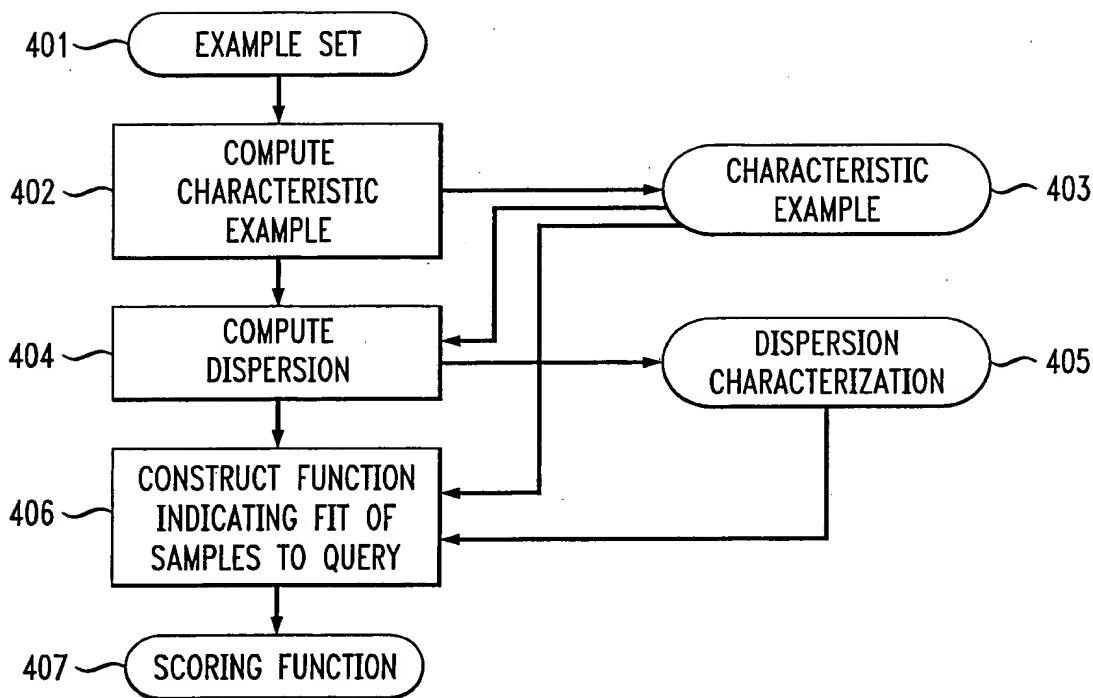 401
EXAMPLE SET
402
COMPUTE
CHARACTERISTIC
EXAMPLE
CHARACTERISTIC
EXAMPLE
403
404
COMPUTE
DISPERSION
DISPERSION
CHARACTERIZATION
405
406
CONSTRUCT FUNCTION
INDICATING FIT OF
SAMPLES TO QUERY
407
SCORING FUNCTION